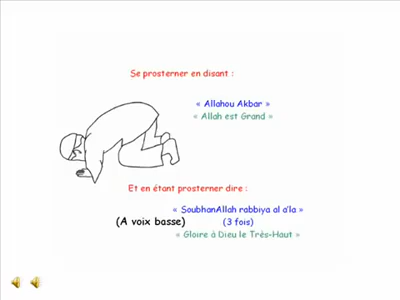 Se prosterner en disant :
« Allahou Akbar »
« Allah est Grand »
Et en étant prosterner dire :
« SoubhanAllah rabbiya al a'la »
(A voix basse) (3 fois)
« Gloire à Dieu le Très-Haut »